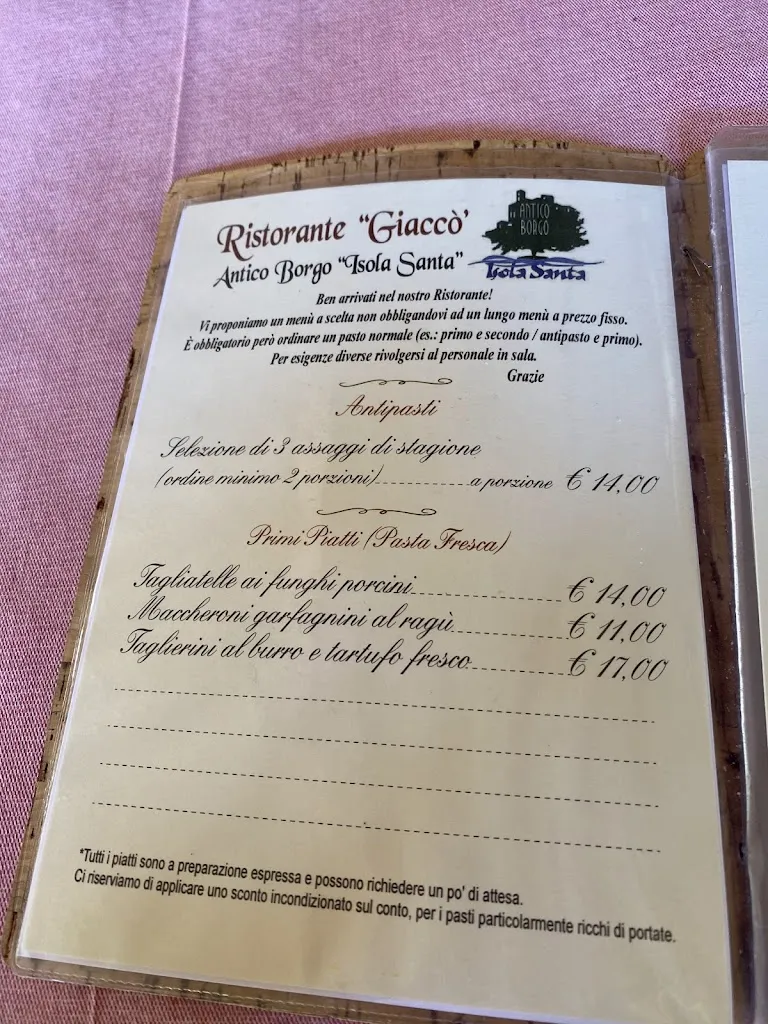 Ristorante “Giaccò’
ANTICO
BORGO
Isola Santa
Antico Borgo “Isola Santa”
Ben arrivati nel nostro Ristorante!
Vi proponiamo un menù a scelta non obbligandovi ad un lungo menù a prezzo fisso.
È obbligatorio però ordinare un pasto normale (es.: primo e secondo / antipasto e primo).
Per esigenze diverse rivolgersi al personale in sala.
Grazie
Antipasti
Selezione di 3 assaggi di stagione
(ordine minimo 2 porzioni) a porzione € 14,00
Primi Piatti (Pasta Fresca)
Tagliatelle ai funghi porcini € 14,00
Maccheroni garfagnini al ragù € 11,00
Taglierini al burro e tartufo fresco € 17,00
*Tutti i piatti sono a preparazione espressa e possono richiedere un po' di attesa.
Ci riserviamo di applicare uno sconto incondizionato sul conto, per i pasti particolarmente ricchi di portate.